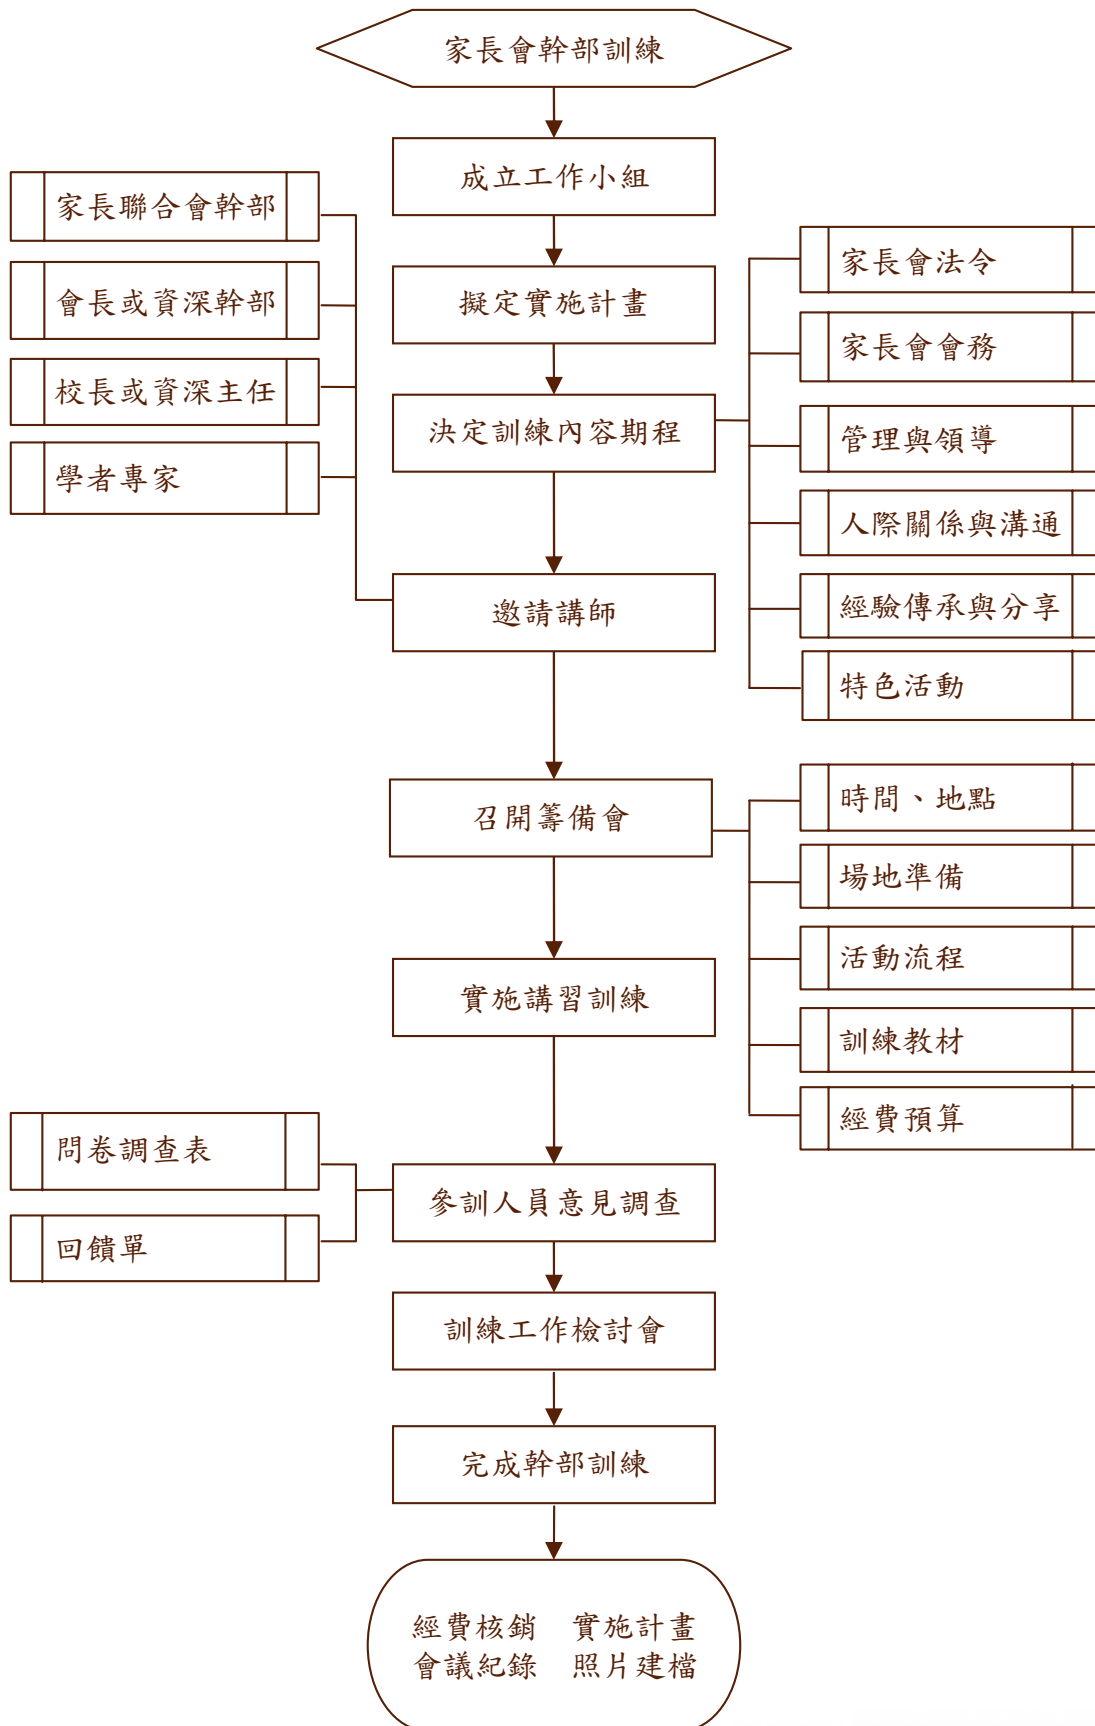 家長會幹部訓練
成立工作小組
家長聯合會幹部
會長或資深幹部
校長或資深主任
學者專家
擬定實施計畫
決定訓練內容期程
家長會法令
家長會會務
管理與領導
人際關係與溝通
經驗傳承與分享
特色活動
邀請講師
召開籌備會
時間、地點
場地準備
活動流程
訓練教材
經費預算
實施講習訓練
問卷調查表
回饋單
參訓人員意見調查
訓練工作檢討會
完成幹部訓練
經費核銷 實施計畫
會議紀錄 照片建檔